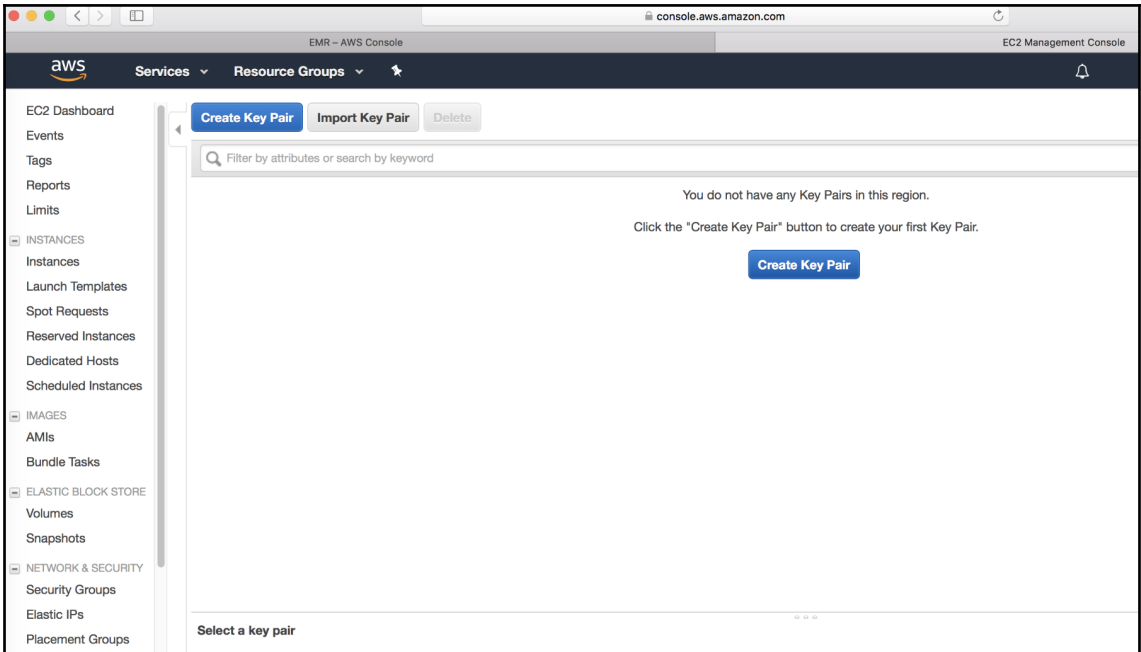 console.aws.amazon.com
EMR – AWS Console
EC2 Management Console
aws
Services
Resource Groups
EC2 Dashboard
Events
Tags
Reports
Limits
INSTANCES
Instances
Launch Templates
Spot Requests
Reserved Instances
Dedicated Hosts
Scheduled Instances
IMAGES
AMIs
Bundle Tasks
ELASTIC BLOCK STORE
Volumes
Snapshots
NETWORK & SECURITY
Security Groups
Elastic IPs
Placement Groups
Create Key Pair
Import Key Pair
Delete
Filter by attributes or search by keyword
You do not have any Key Pairs in this region.
Click the "Create Key Pair" button to create your first Key Pair.
Create Key Pair
Select a key pair